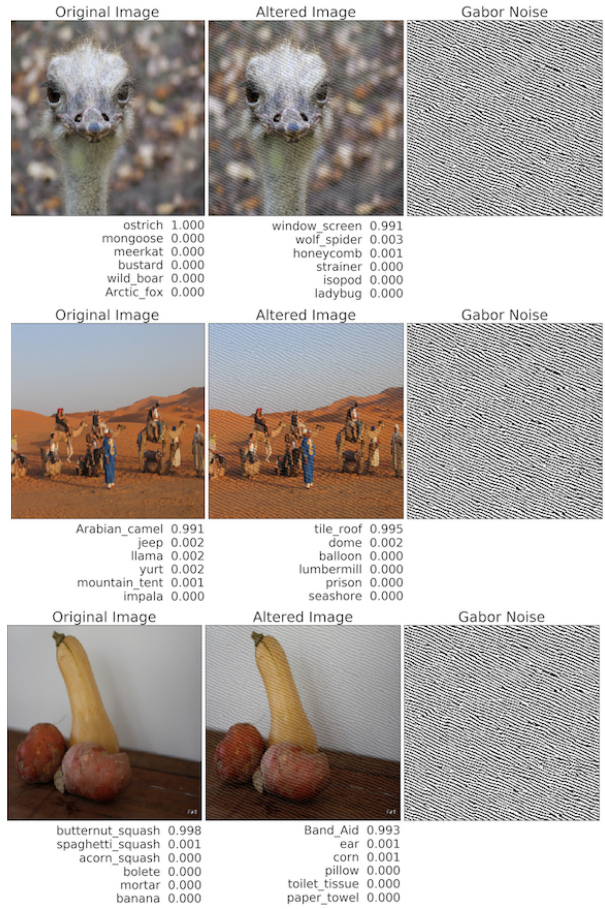 Original Image Altered Image Gabor Noise
ostrich 1.000 window_screen 0.991
mongoose 0.000 wolf_spider 0.003
meerkat 0.000 honeycomb 0.001
bustard 0.000 strainer 0.000
wild_boar 0.000 isopod 0.000
Arctic_fox 0.000 ladybug 0.000
Original Image Altered Image Gabor Noise
Arabian_camel 0.991 tile_roof 0.995
jeep 0.002 dome 0.002
llama 0.002 balloon 0.000
yurt 0.002 lumbermill 0.000
mountain_tent 0.001 prison 0.000
impala 0.000 seashore 0.000
Original Image Altered Image Gabor Noise
butternut_squash 0.998 Band_Aid 0.993
spaghetti_squash 0.001 ear 0.001
acorn_squash 0.000 corn 0.001
bolete 0.000 pillow 0.000
mortar 0.000 toilet_tissue 0.000
banana 0.000 paper_towel 0.000